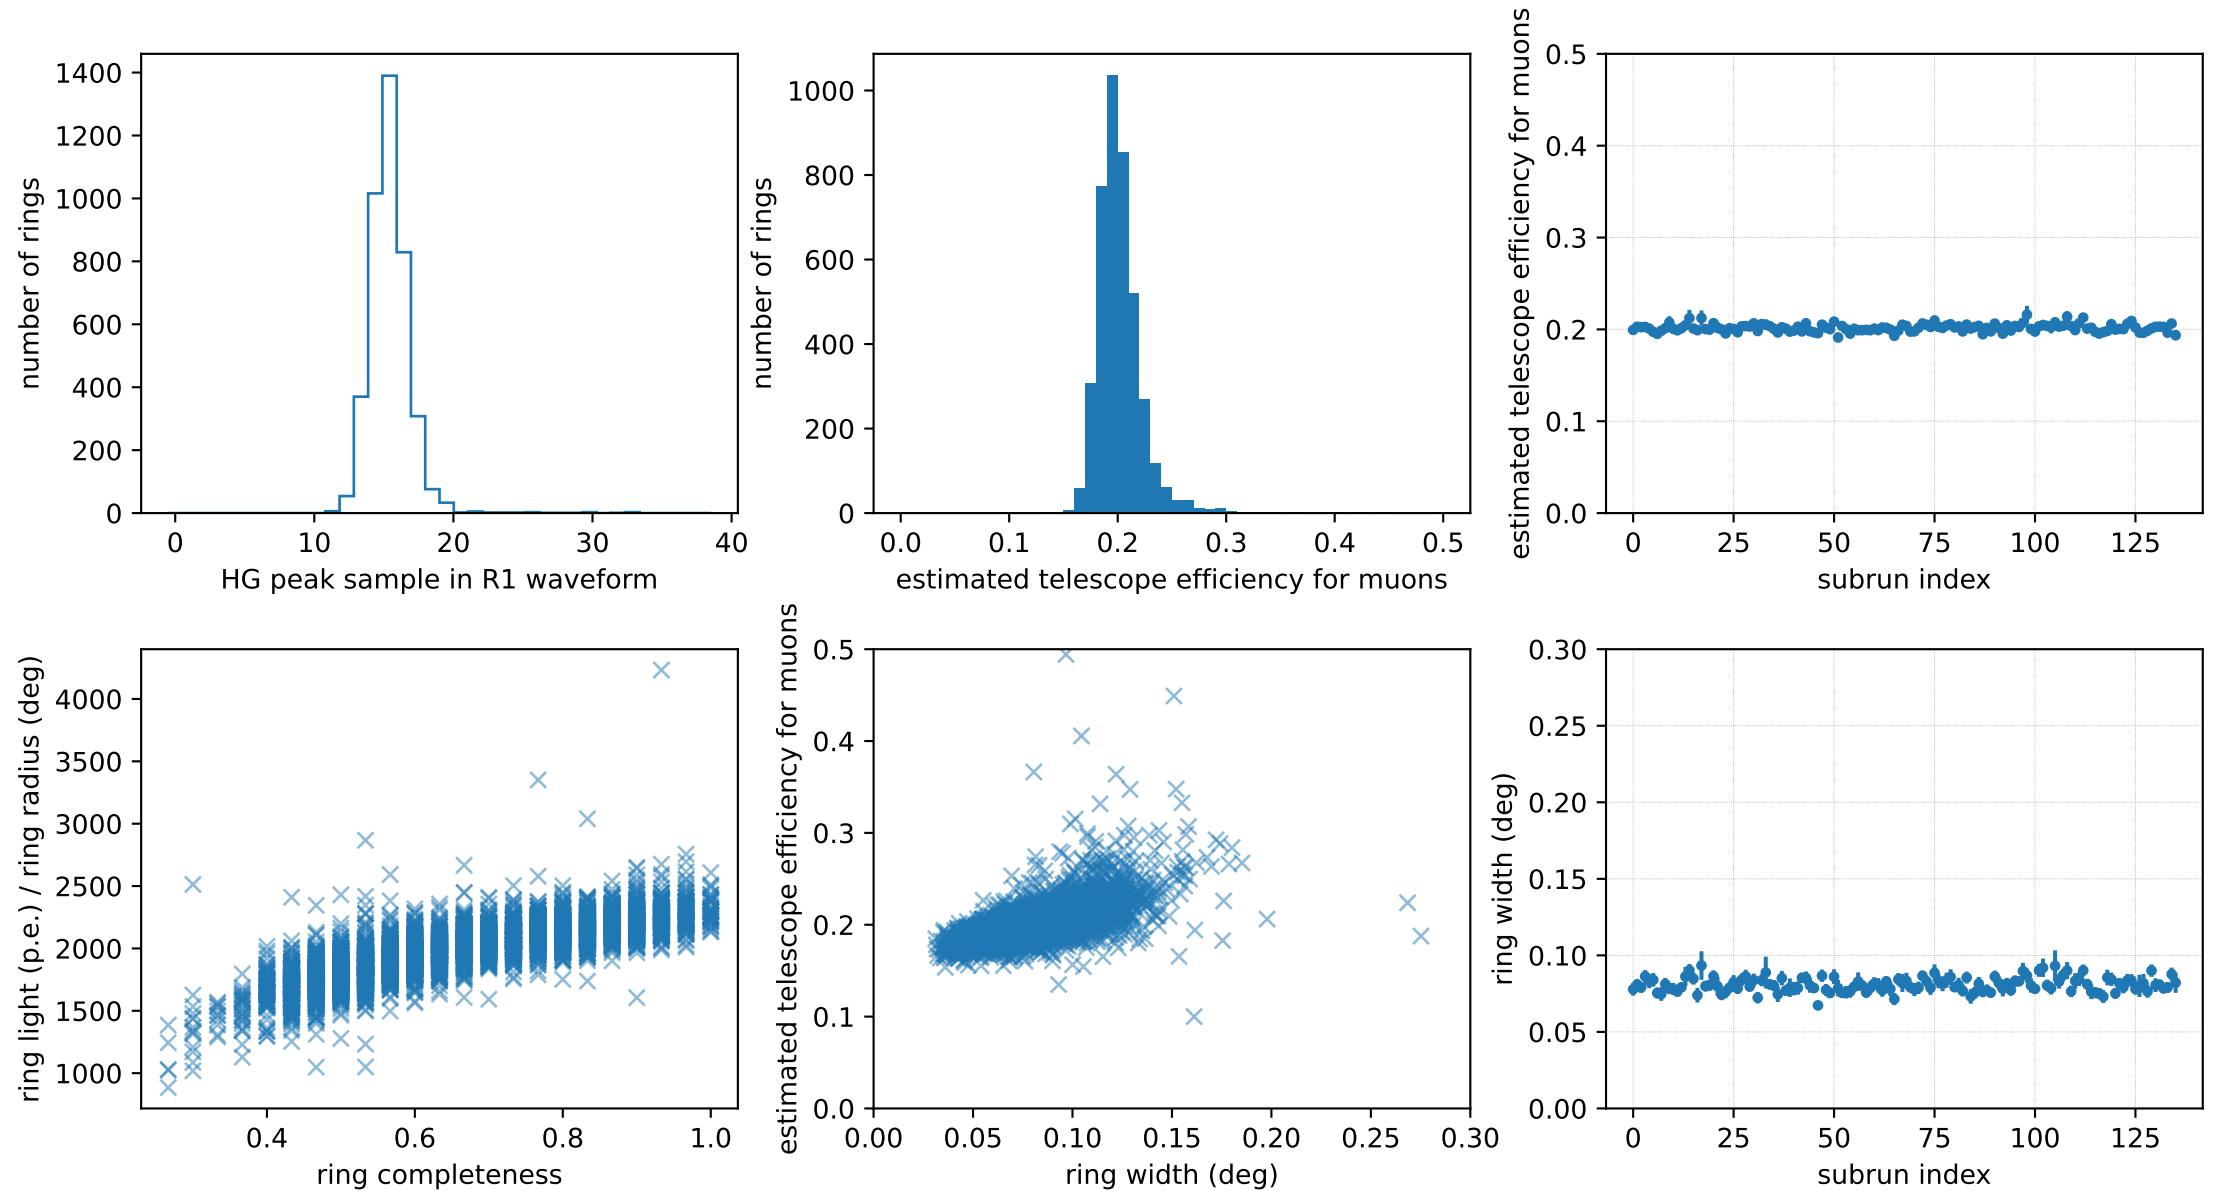 number of rings
1400
1200
1000
800
600
400
200
0
0 10 20 30 40
HG peak sample in R1 waveform
number of rings
1000
800
600
400
200
0
0.0 0.1 0.2 0.3 0.4 0.5
estimated telescope efficiency for muons
estimated telescope efficiency for muons
0.5
0.4
0.3
0.2
0.1
0.0
0 25 50 75 100 125
subrun index
ring light (p.e.) / ring radius (deg)
4000
3500
3000
2500
2000
1500
1000
0.4 0.6 0.8 1.0
ring completeness
estimated telescope efficiency for muons
0.5
0.4
0.3
0.2
0.1
0.0
0.00 0.05 0.10 0.15 0.20 0.25 0.30
ring width (deg)
ring width (deg)
0.30
0.25
0.20
0.15
0.10
0.05
0.00
0 25 50 75 100 125
subrun index